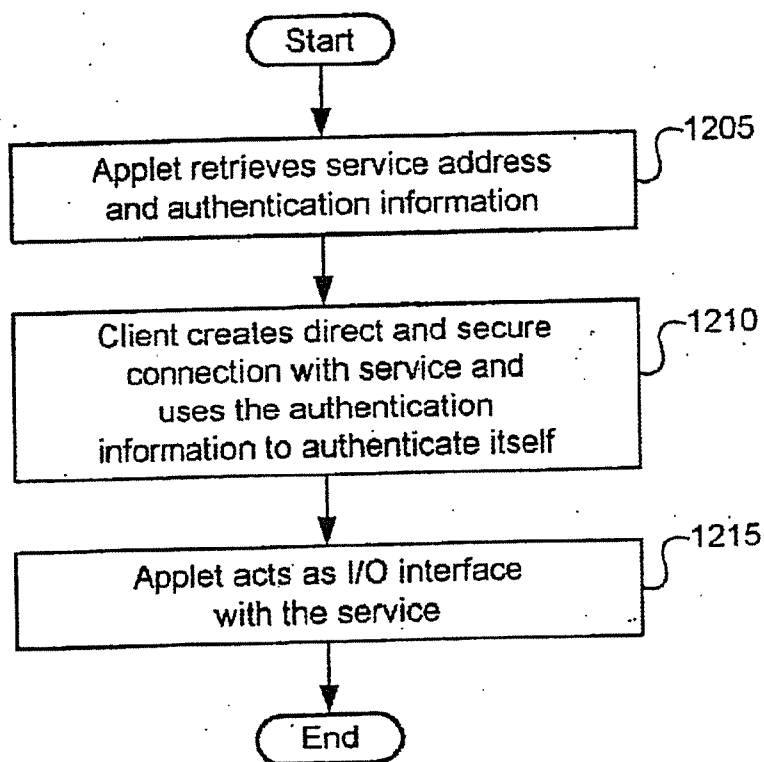 Start
1205
Applet retrieves service address
and authentication information
1210
Client creates direct and secure
connection with service and
uses the authentication
information to authenticate itself
1215
Applet acts as I/O interface
with the service
End